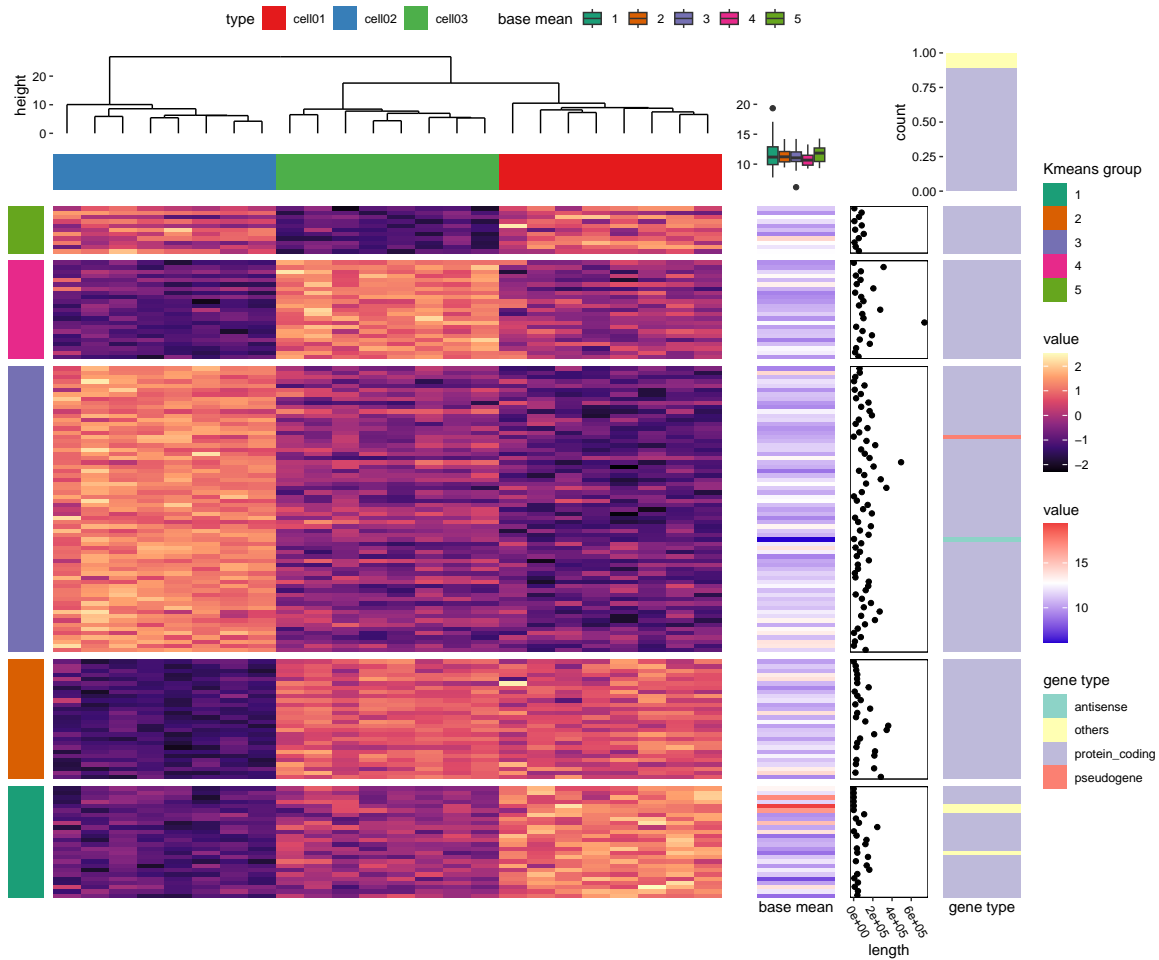 type cell01 cell02 cell03 base mean 1 2 3 4 5
height
20
10
0
20
15
10
count
1.00
0.75
0.50
0.25
0.00
Kmeans group
1
2
3
4
5
value
2
1
0
−1
−2
value
15
10
gene type
antisense
others
protein_coding
pseudogene
base mean
0e+00
2e+05
4e+05
6e+05
length
gene type